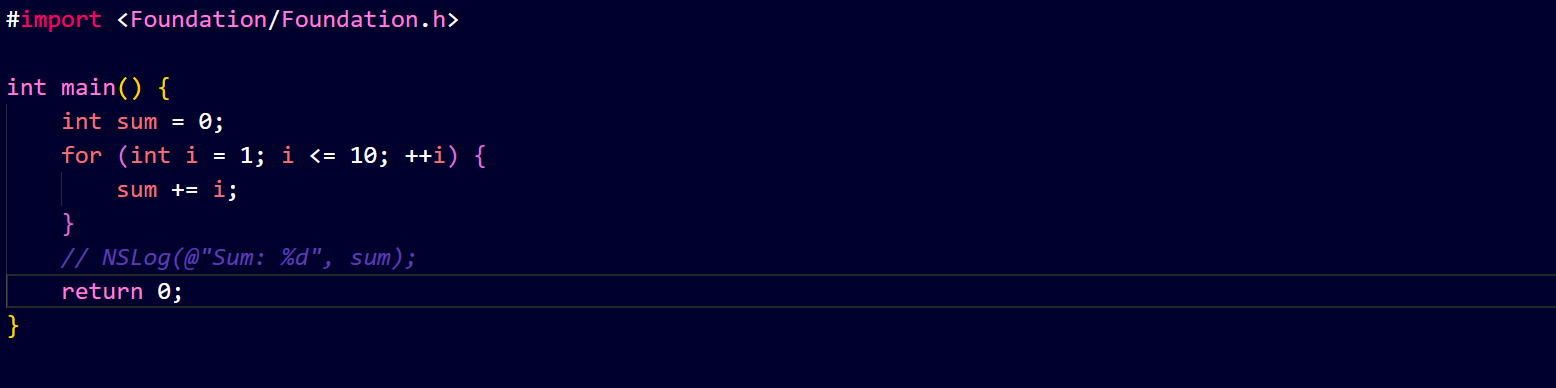 #import <Foundation/Foundation.h>

int main() {
    int sum = 0;
    for (int i = 1; i <= 10; ++i) {
        sum += i;
    }
    // NSLog(@"Sum: %d", sum);
    return 0;
}